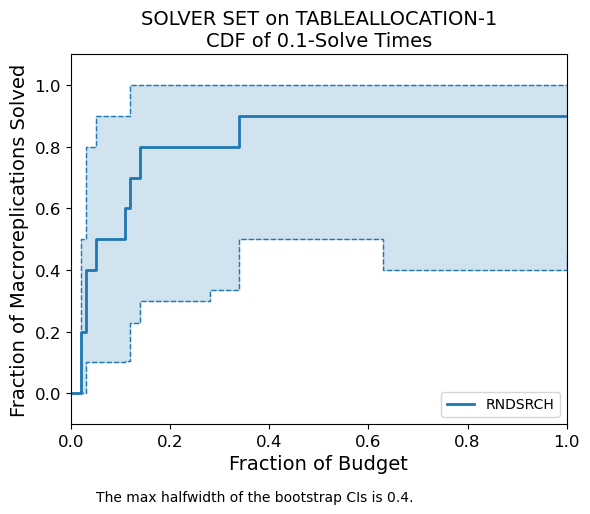 SOLVER SET on TABLEALLOCATION-1
CDF of 0.1-Solve Times
Fraction of Macroreplications Solved
1.0
0.8
0.6
0.4
0.2
0.0
RNDSRCH
0.0 0.2 0.4 0.6 0.8 1.0
Fraction of Budget
The max halfwidth of the bootstrap CIs is 0.4.